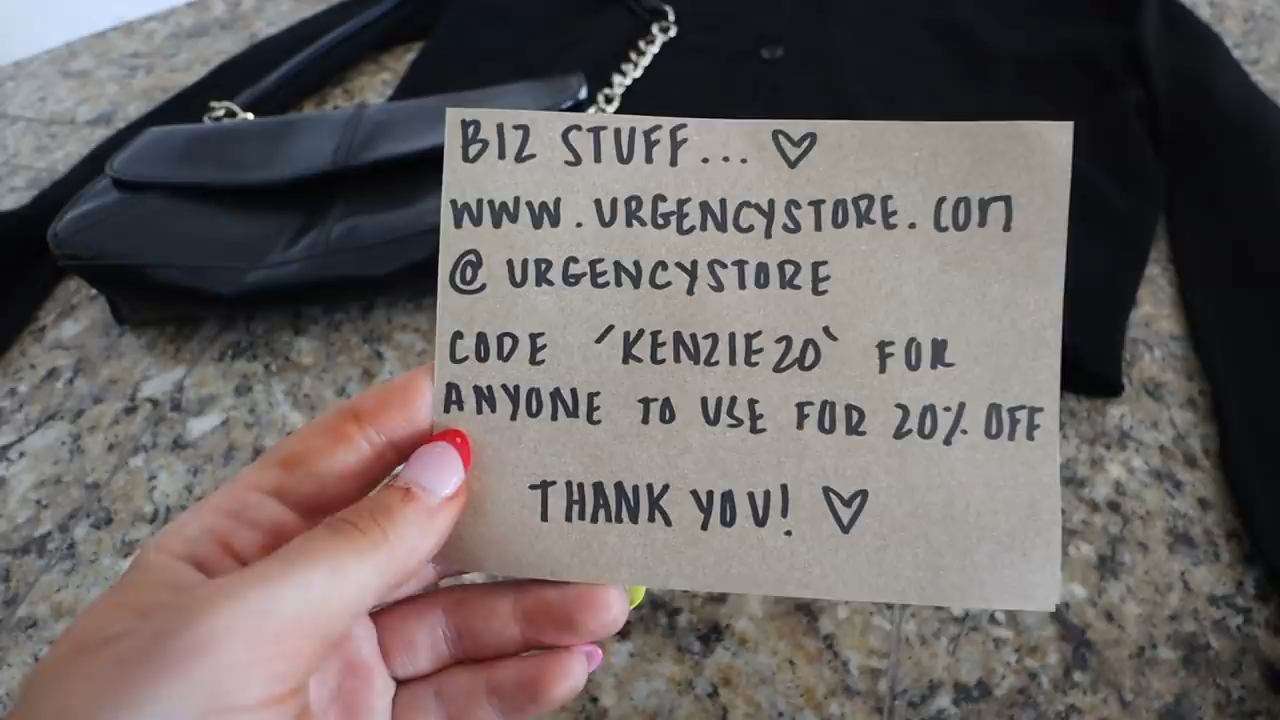 BIZ STUFF... ♡
WWW.URGENCYSTORE.COM
@URGENCYSTORE
CODE 'KENZIE20' FOR
ANYONE TO USE FOR 20% OFF
THANK YOU! ♡